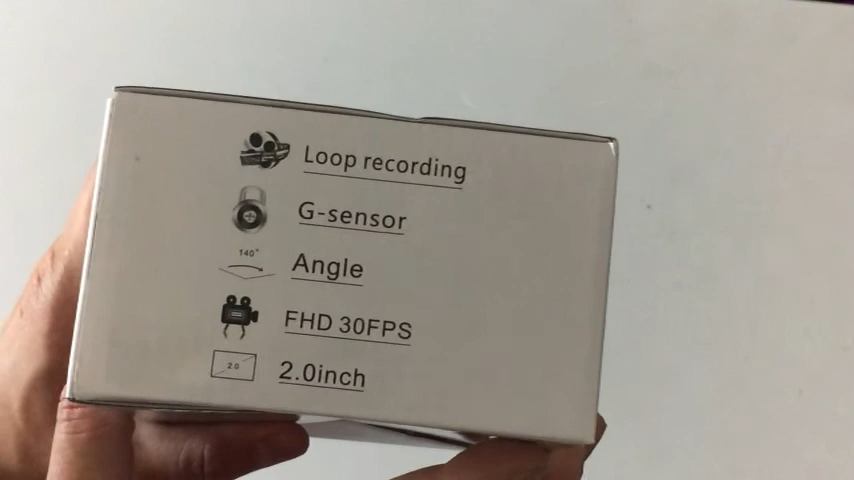 Loop recording
G-sensor
140°
Angle
FHD 30FPS
2.0
2.0inch